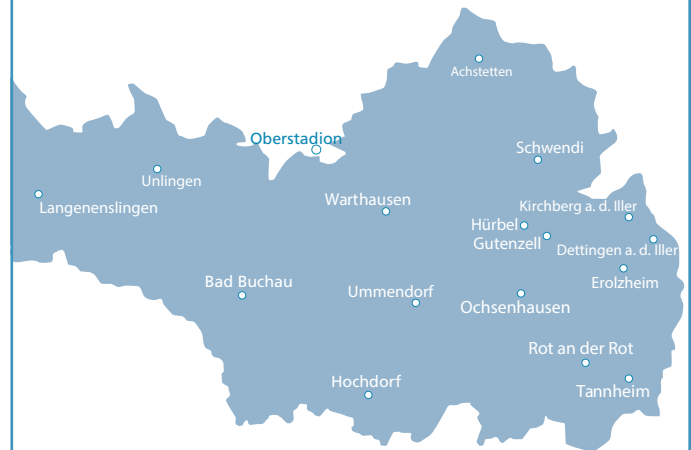 Achstetten
Oberstadion
Schwendi
Unlingen
Warthausen
Langenenslingen
Kirchberg a. d. Iller
Hürbel
Gutenzell
Dettingen a. d. Iller
Bad Buchau
Erolzheim
Ummendorf
Ochsenhausen
Rot an der Rot
Hochdorf
Tannheim